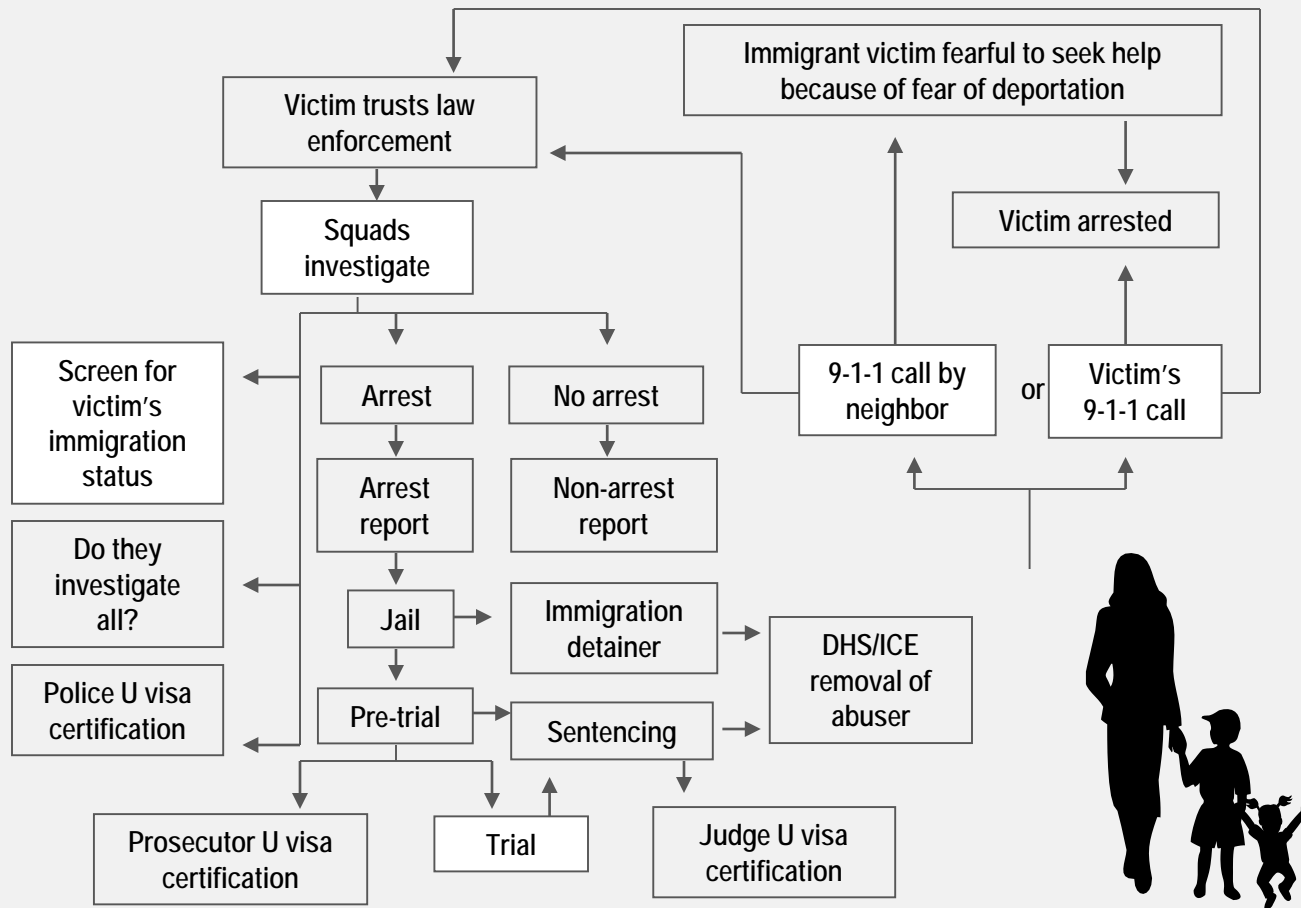 Immigrant victim fearful to seek help
because of fear of deportation
Victim trusts law
enforcement
Victim arrested
Squads
investigate
9-1-1 call by
neighbor
or
Victim's
9-1-1 call
Screen for
victim's
immigration
status
Arrest
No arrest
Arrest
report
Non-arrest
report
Do they
investigate
all?
Jail
Immigration
detainer
DHS/ICE
removal of
abuser
Police U visa
certification
Pre-trial
Sentencing
Prosecutor U visa
certification
Trial
Judge U visa
certification